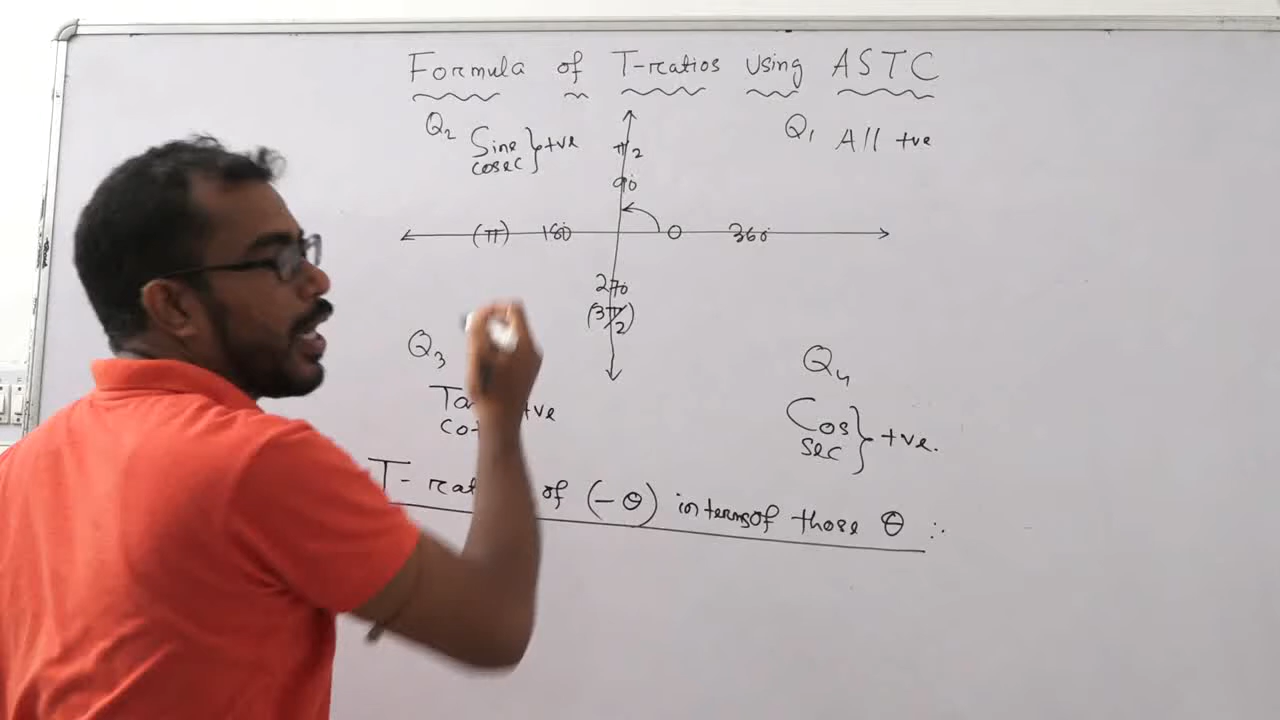 Formula of T-ratios using ASTC
Q2 Sine cosec } +ve
Q1 All +ve
π/2
90
(π) 180 0 360
270
(3π/2)
Q3
+ve
Q4
Cos sec } +ve.
of (-θ) in terms of those θ :